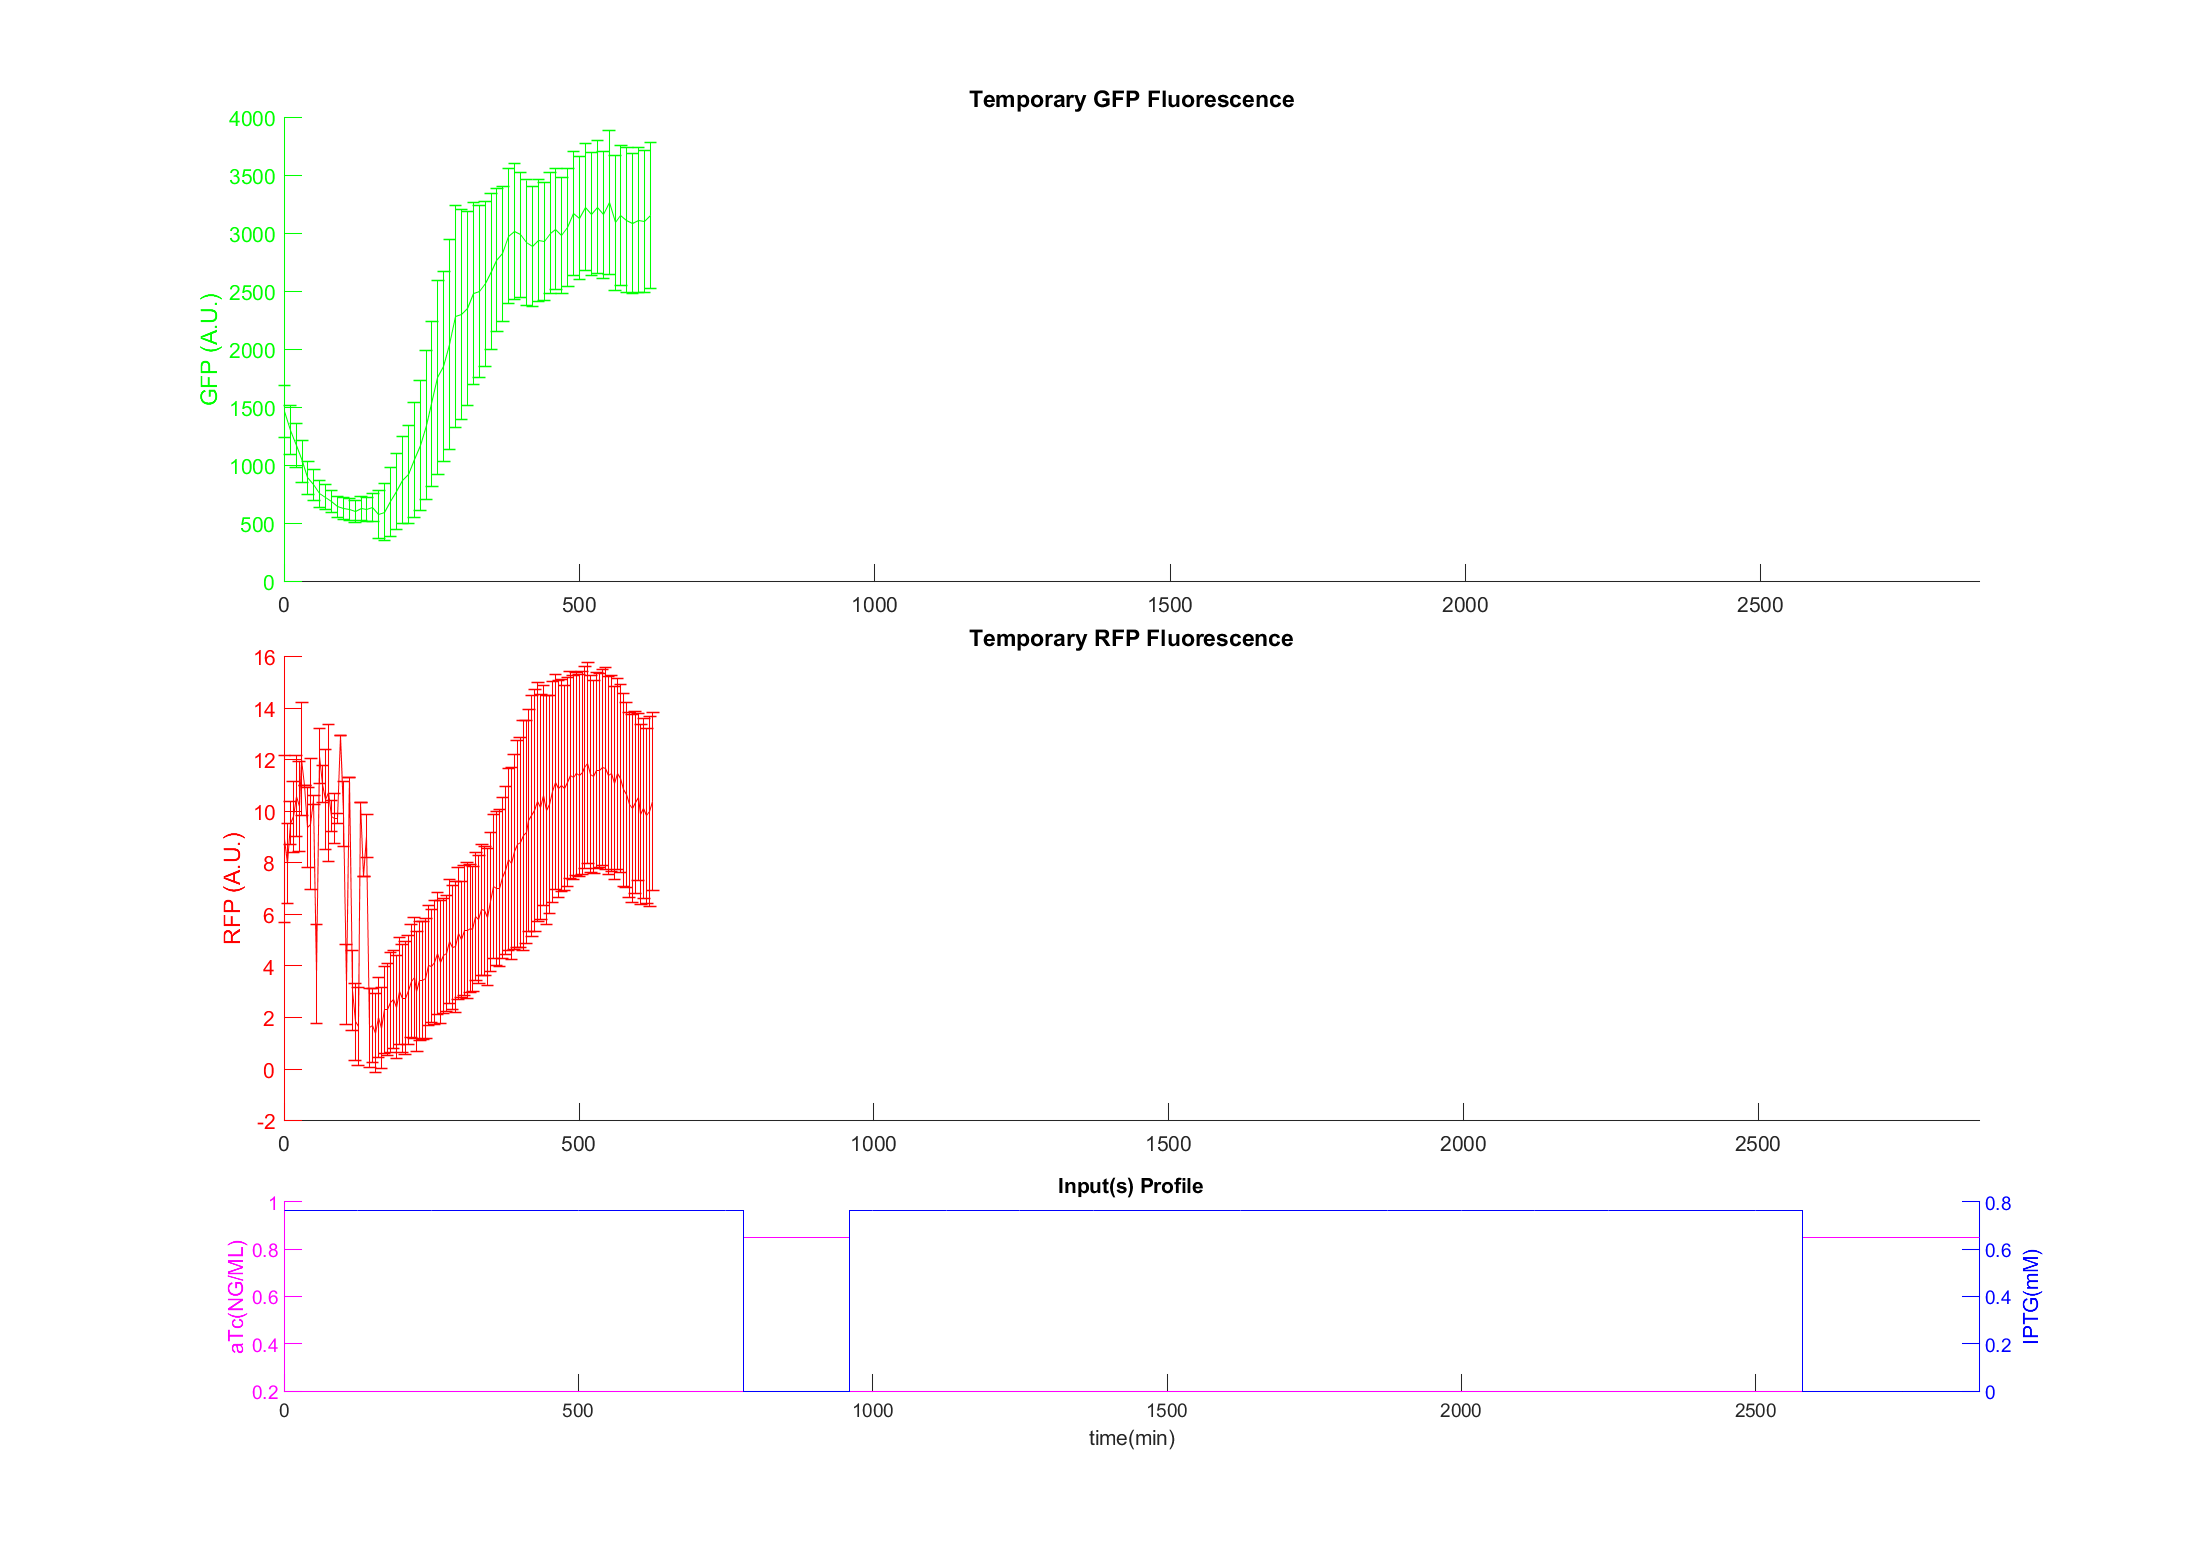 Temporary GFP Fluorescence
4000
3500
3000
2500
2000
1500
1000
500
0
GFP (A.U.)
0 500 1000 1500 2000 2500
Temporary RFP Fluorescence
16
14
12
10
8
6
4
2
0
-2
RFP (A.U.)
0 500 1000 1500 2000 2500
Input(s) Profile
1
0.8
0.6
0.4
0.2
aTc(NG/ML)
0.8
0.6
0.4
0.2
0
IPTG(mM)
0 500 1000 1500 2000 2500
time(min)